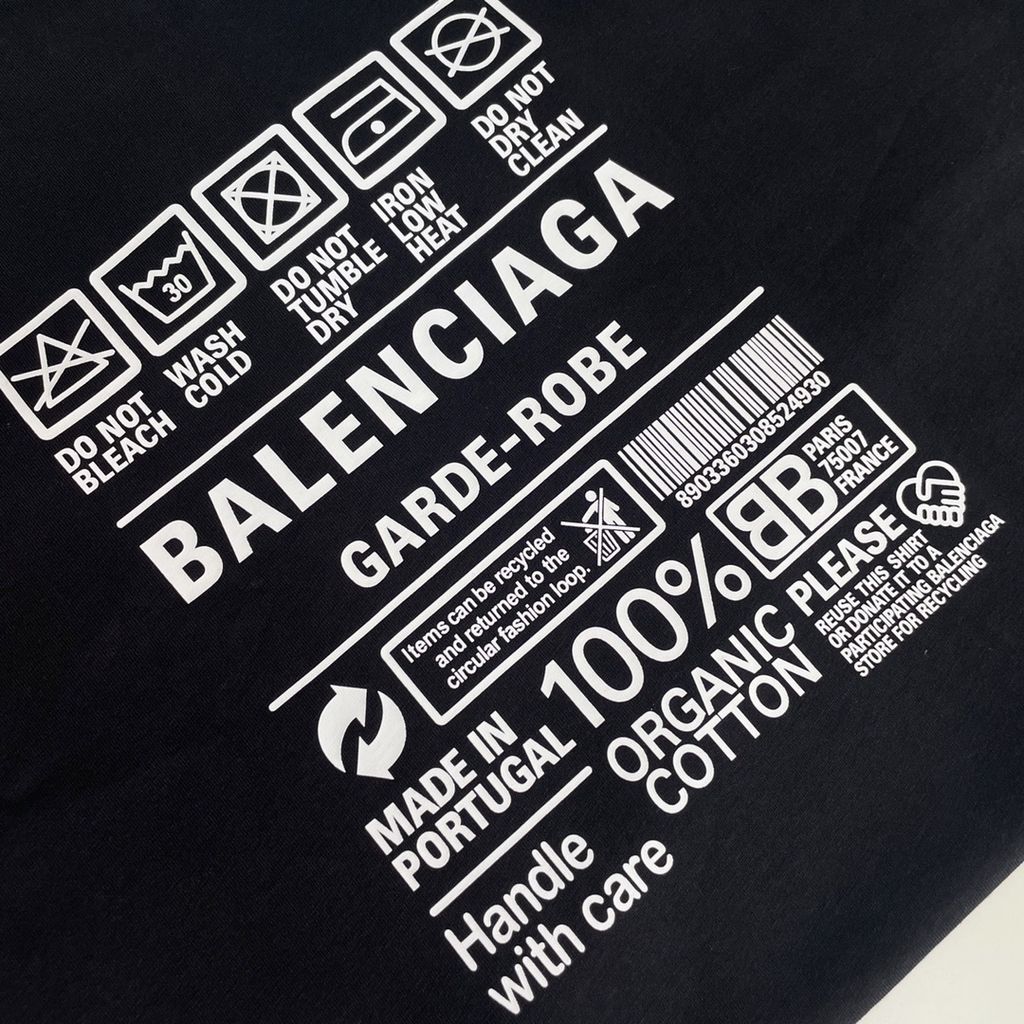 DO NOT
BLEACH
30
WASH
COLD
DO NOT
TUMBLE
DRY
IRON
LOW
HEAT
DO NOT
DRY
CLEAN
BALENCIAGA
GARDE-ROBE
Items can be recycled
and returned to the
circular fashion loop.
8903360308524930
MADE IN
PORTUGAL
100%
ORGANIC
COTTON
BB
PARIS
75007
FRANCE
PLEASE
REUSE THIS SHIRT
OR DONATE IT TO A
PARTICIPATING BALENCIAGA
STORE FOR RECYCLING
Handle
with care